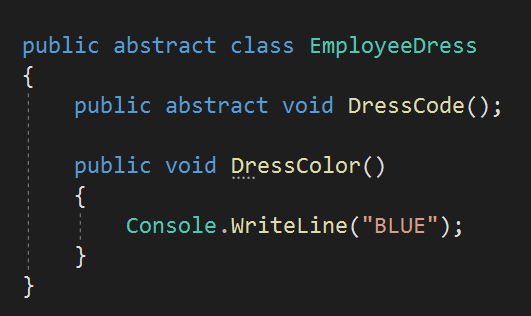 public abstract class EmployeeDress
{
public abstract void DressCode();
public void DressColor()
{
Console.WriteLine("BLUE");
}
}